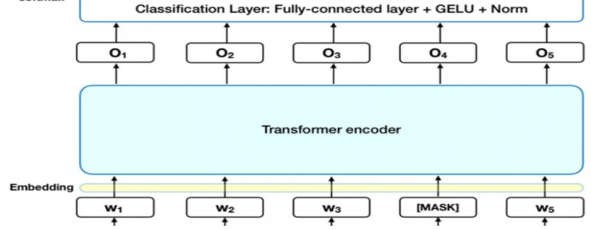 Classification Layer: Fully-connected layer + GELU + Norm
O1 O2 O3 O4 O5
Transformer encoder
Embedding
W1 W2 W3 [MASK] W5